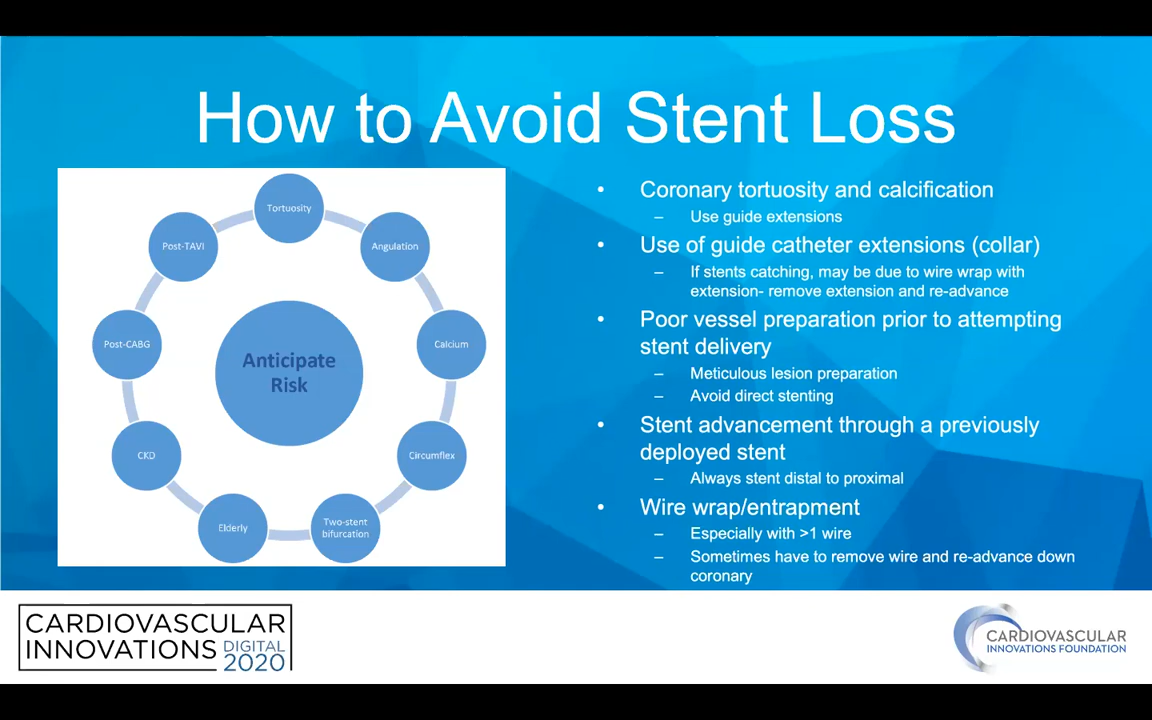 How to Avoid Stent Loss
Tortuosity
Angulation
Calcium
Circumflex
Two-stent
bifurcation
Elderly
CKD
Post-CABG
Post-TAVI
Anticipate
Risk
• Coronary tortuosity and calcification
– Use guide extensions
• Use of guide catheter extensions (collar)
– If stents catching, may be due to wire wrap with
extension- remove extension and re-advance
• Poor vessel preparation prior to attempting
stent delivery
– Meticulous lesion preparation
– Avoid direct stenting
• Stent advancement through a previously
deployed stent
– Always stent distal to proximal
• Wire wrap/entrapment
– Especially with >1 wire
– Sometimes have to remove wire and re-advance down
coronary
CARDIOVASCULAR
INNOVATIONS DIGITAL
2020
CARDIOVASCULAR
INNOVATIONS FOUNDATION